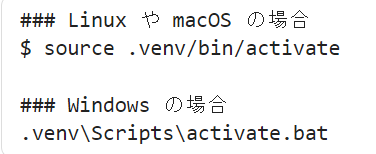 ### Linux や macOS の場合
$ source .venv/bin/activate
### Windows の場合
.venv\Scripts\activate.bat